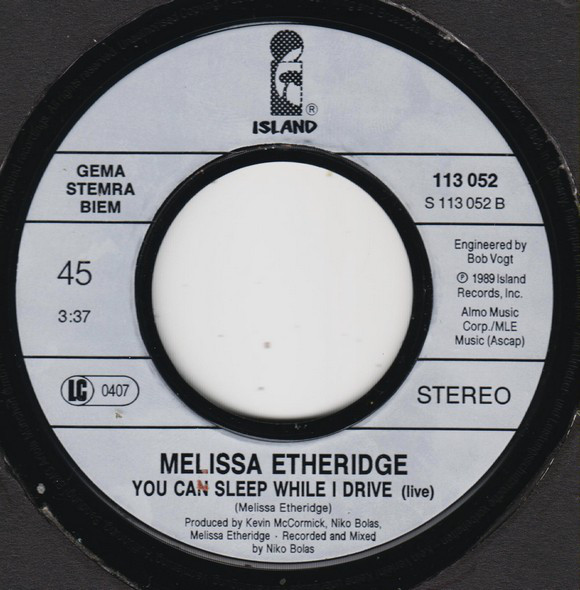 ®
ISLAND
GEMA
STEMRA
BIEM
113 052
S 113 052 B
45
3:37
Engineered by
Bob Vogt
℗ 1989 Island
Records, Inc.
Almo Music
Corp./MLE
Music (Ascap)
LC 0407
STEREO
MELISSA ETHERIDGE
YOU CAN SLEEP WHILE I DRIVE (live)
(Melissa Etheridge)
Produced by Kevin McCormick, Niko Bolas,
Melissa Etheridge - Recorded and Mixed
by Niko Bolas